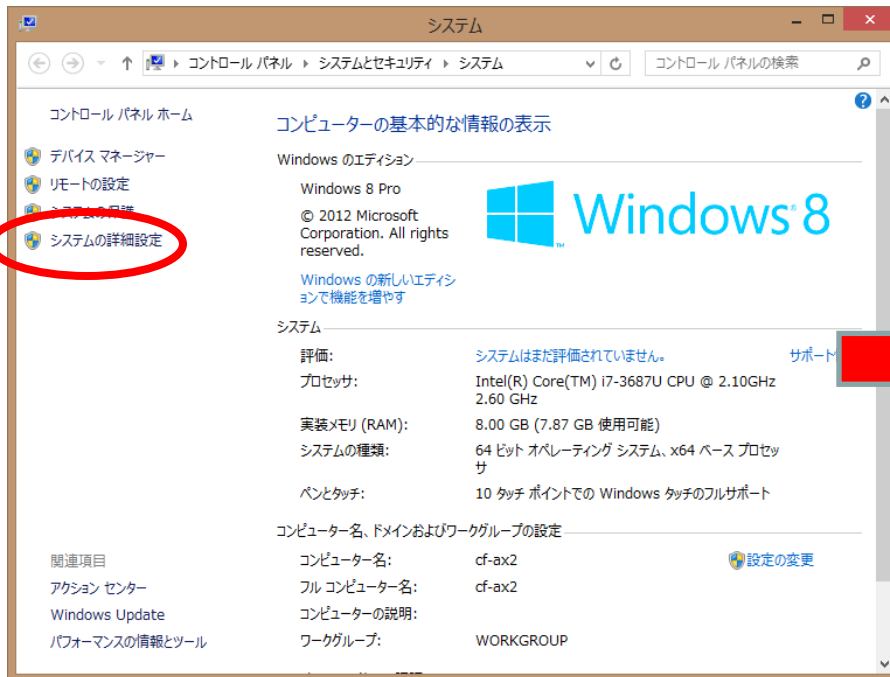 システム
コントロール パネル システムとセキュリティ システム
コントロール パネルの検索
コントロール パネル ホーム
デバイス マネージャー
リモートの設定
システムの保護
システムの詳細設定
コンピューターの基本的な情報の表示
Windows のエディション
Windows 8 Pro
© 2012 Microsoft
Corporation. All rights
reserved.
Windows の新しいエディシ
ョンで機能を増やす
Windows 8
システム
評価:
システムはまだ評価されていません。
サポート
プロセッサ:
Intel(R) Core(TM) i7-3687U CPU @ 2.10GHz
2.60 GHz
実装メモリ (RAM):
8.00 GB (7.87 GB 使用可能)
システムの種類:
64 ビット オペレーティング システム、x64 ベース プロセッ
サ
ペンとタッチ:
10 タッチ ポイントでの Windows タッチのフルサポート
コンピューター名、ドメインおよびワークグループの設定
コンピューター名:
cf-ax2
設定の変更
フル コンピューター名:
cf-ax2
コンピューターの説明:
ワークグループ:
WORKGROUP
関連項目
アクション センター
Windows Update
パフォーマンスの情報とツール